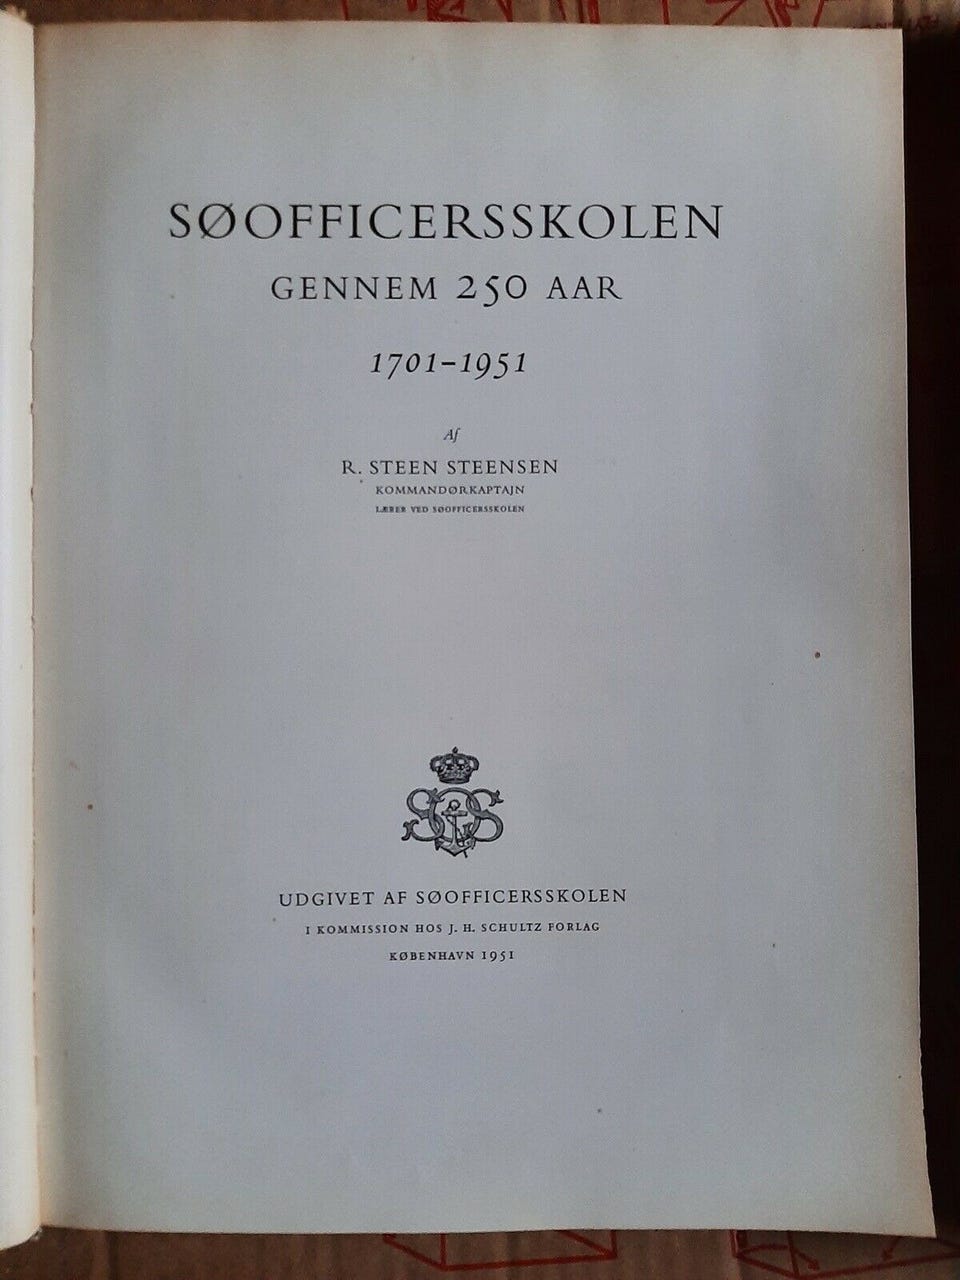 SØOFFICERSSKOLEN
GENNEM 250 AAR
1701–1951
Af
R. STEEN STEENSEN
KOMMANDØRKAPTAJN
LÆRER VED SØOFFICERSSKOLEN
SOS
UDGIVET AF SØOFFICERSSKOLEN
I KOMMISSION HOS J. H. SCHULTZ FORLAG
KØBENHAVN 1951